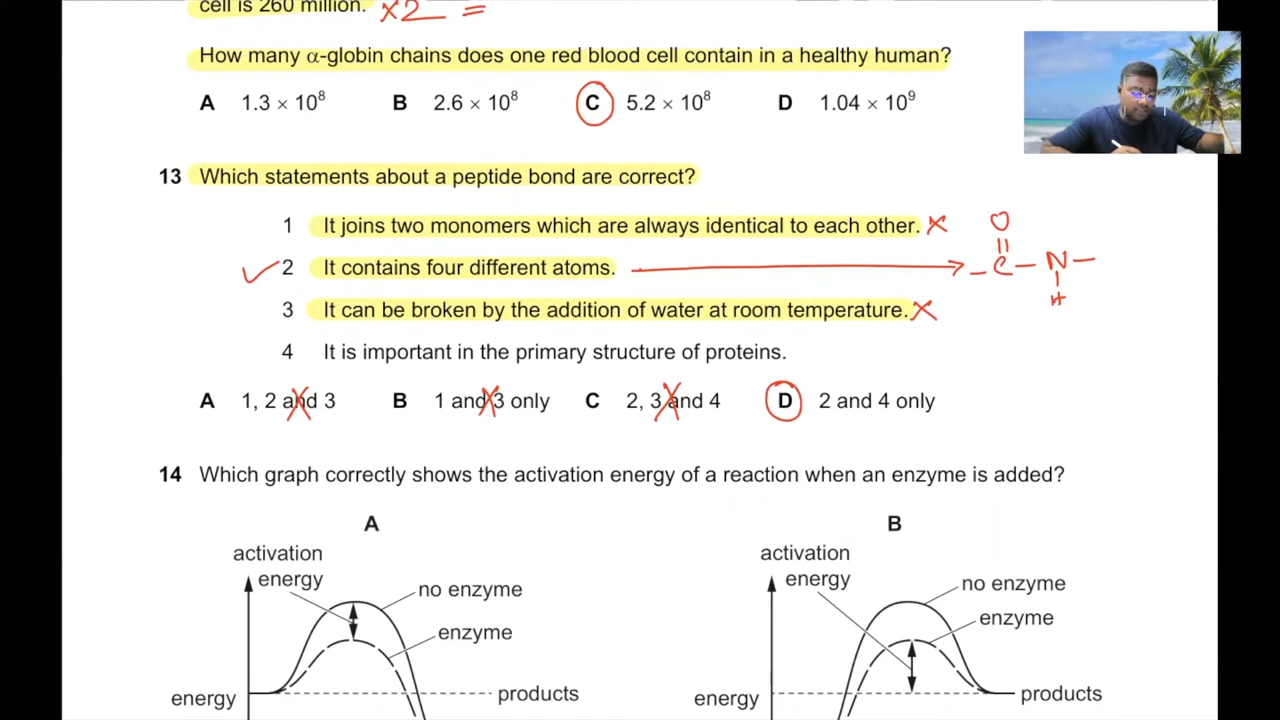 cell is 260 million. ×2 =
How many α-globin chains does one red blood cell contain in a healthy human?
A 1.3 × 10⁸ B 2.6 × 10⁸ C 5.2 × 10⁸ D 1.04 × 10⁹
13 Which statements about a peptide bond are correct?
1 It joins two monomers which are always identical to each other. ×
✓ 2 It contains four different atoms.
O
||
– C – N –
|
H
3 It can be broken by the addition of water at room temperature. ×
4 It is important in the primary structure of proteins.
A 1, 2 and 3 B 1 and 3 only C 2, 3 and 4 D 2 and 4 only
14 Which graph correctly shows the activation energy of a reaction when an enzyme is added?
A
activation
energy
no enzyme
enzyme
energy
products
B
activation
energy
no enzyme
enzyme
energy
products